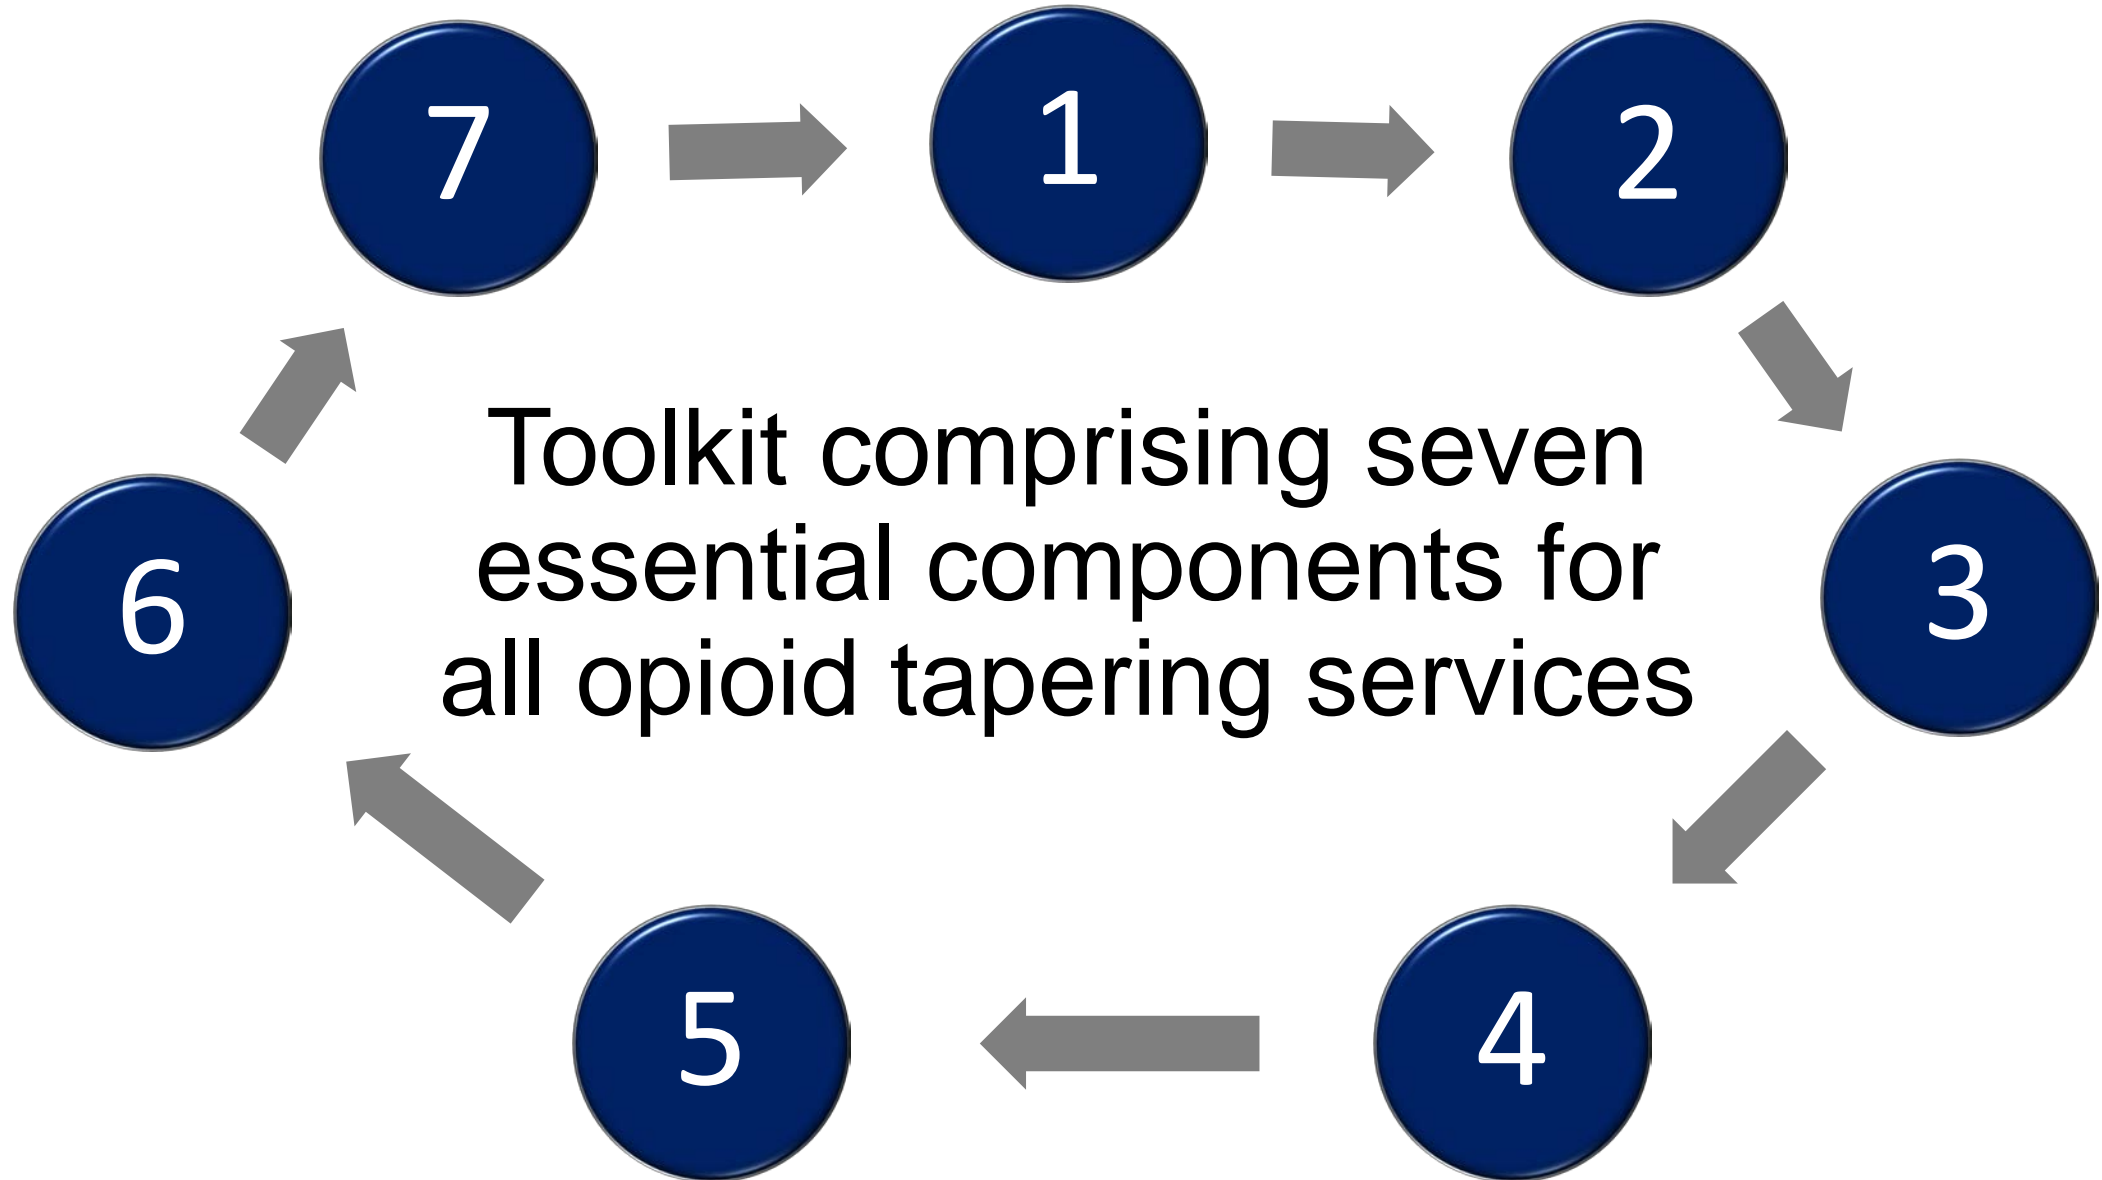 7
1
2
Toolkit comprising seven
essential components for
all opioid tapering services
6
3
5
4